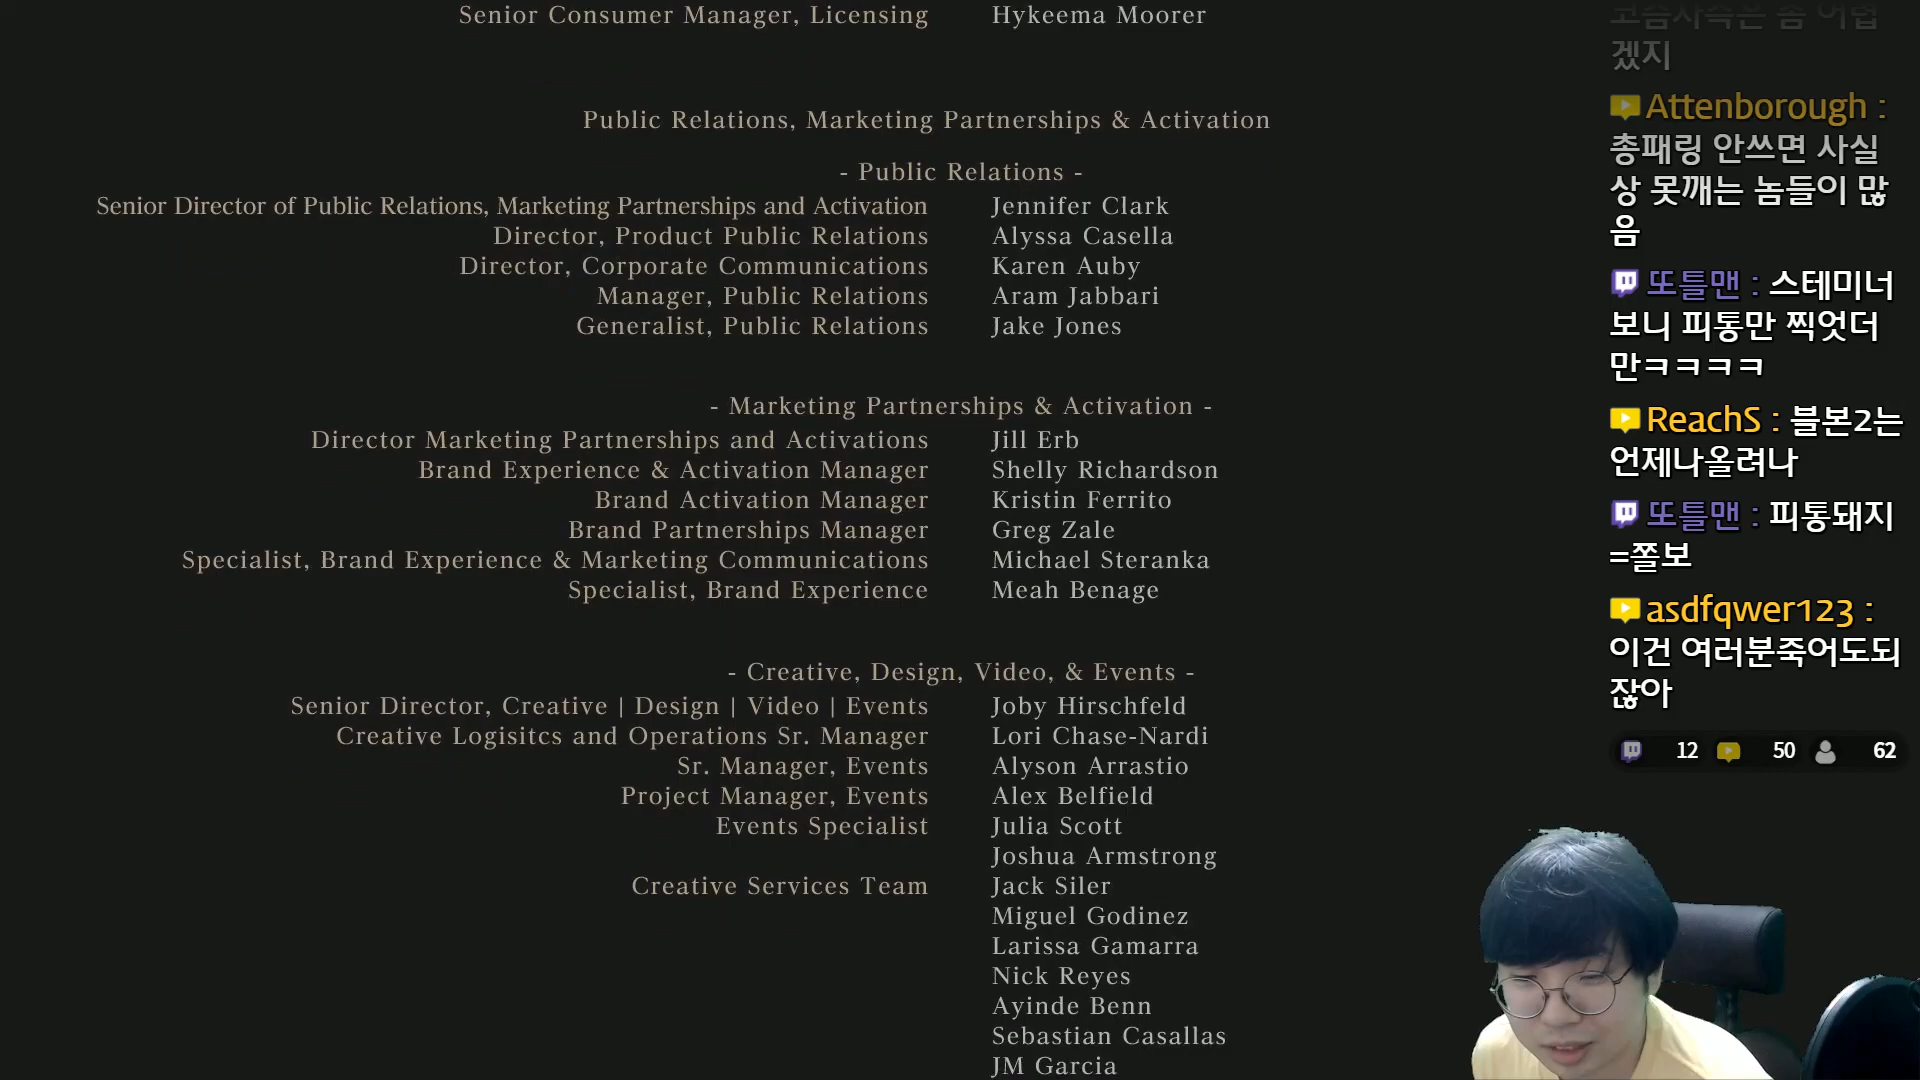 Senior Consumer Manager, Licensing Hykeema Moorer
Public Relations, Marketing Partnerships & Activation
- Public Relations -
Senior Director of Public Relations, Marketing Partnerships and Activation Jennifer Clark
Director, Product Public Relations Alyssa Casella
Director, Corporate Communications Karen Auby
Manager, Public Relations Aram Jabbari
Generalist, Public Relations Jake Jones
- Marketing Partnerships & Activation -
Director Marketing Partnerships and Activations Jill Erb
Brand Experience & Activation Manager Shelly Richardson
Brand Activation Manager Kristin Ferrito
Brand Partnerships Manager Greg Zale
Specialist, Brand Experience & Marketing Communications Michael Steranka
Specialist, Brand Experience Meah Benage
- Creative, Design, Video, & Events -
Senior Director, Creative | Design | Video | Events Joby Hirschfeld
Creative Logisitcs and Operations Sr. Manager Lori Chase-Nardi
Sr. Manager, Events Alyson Arrastio
Project Manager, Events Alex Belfield
Events Specialist Julia Scott
Joshua Armstrong
Creative Services Team Jack Siler
Miguel Godinez
Larissa Gamarra
Nick Reyes
Ayinde Benn
Sebastian Casallas
JM Garcia
좀 어렵
겠지
Attenborough :
총패링 안쓰면 사실
상 못깨는 놈들이 많
음
또틀맨 : 스테미너
보니 피통만 찍엇더
만ㅋㅋㅋㅋ
ReachS : 블본2는
언제나올려나
또틀맨 : 피통돼지
=쫄보
asdfqwer123 :
이건 여러분죽어도되
잖아
12 50 62